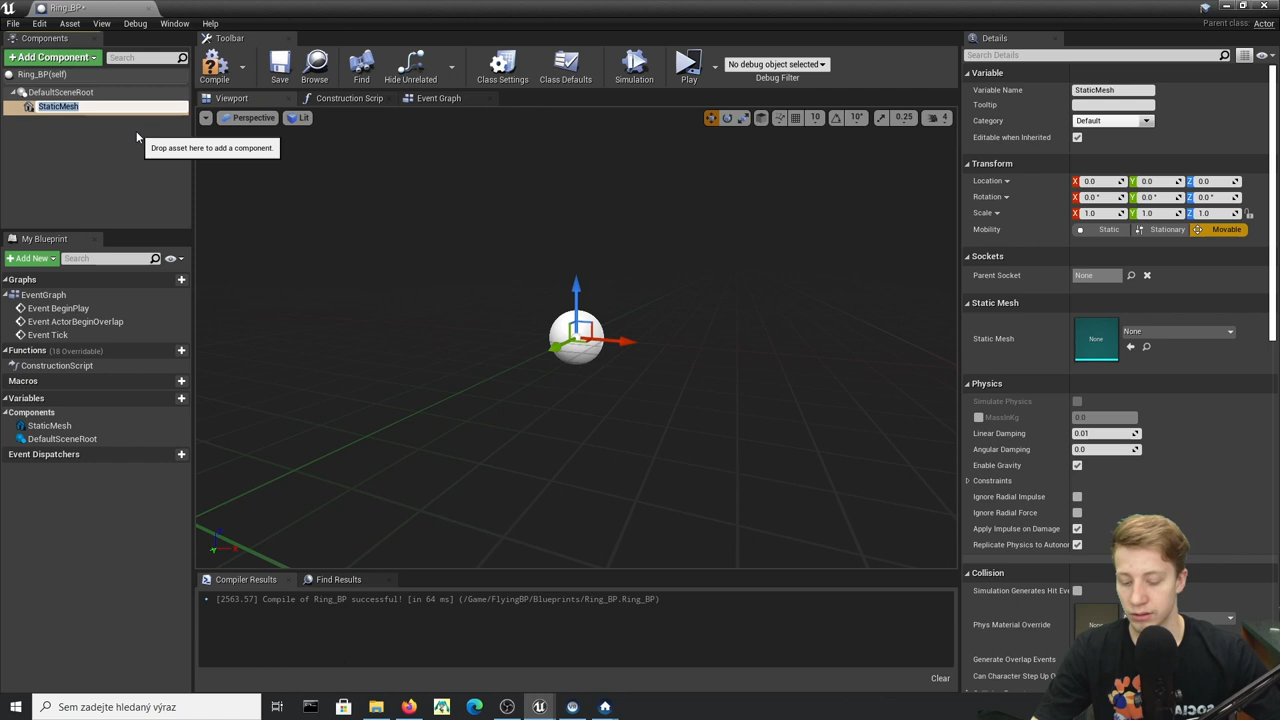 Ring_BP*
File Edit Asset View Debug Window Help
Parent class: Actor
Components
Toolbar
Details
+Add Component
Search
Search Details
Ring_BP(self)
Compile
Save
Browse
Find
Hide Unrelated
Class Settings
Class Defaults
Simulation
Play
No debug object selected
Debug Filter
DefaultSceneRoot
StaticMesh
Viewport
Construction Scrip
Event Graph
Perspective
Lit
10
10°
0.25
4
Drop asset here to add a component.
Variable
Variable Name StaticMesh
Tooltip
Category Default
Editable when Inherited
Transform
Location X 0.0 Y 0.0 Z 0.0
Rotation X 0.0 ° Y 0.0 ° Z 0.0 °
Scale X 1.0 Y 1.0 Z 1.0
Mobility Static Stationary Movable
Sockets
Parent Socket None
Static Mesh
Static Mesh None None
Physics
Simulate Physics
MassInKg 0.0
Linear Damping 0.01
Angular Damping 0.0
Enable Gravity
Constraints
Ignore Radial Impulse
Ignore Radial Force
Apply Impulse on Damage
Replicate Physics to Autonor
Collision
Simulation Generates Hit Eve
Phys Material Override
Generate Overlap Events
Can Character Step Up O
My Blueprint
+Add New
Search
Graphs
EventGraph
Event BeginPlay
Event ActorBeginOverlap
Event Tick
Functions (18 Overridable)
ConstructionScript
Macros
Variables
Components
StaticMesh
DefaultSceneRoot
Event Dispatchers
Compiler Results
Find Results
[2563.57] Compile of Ring_BP successful! [in 64 ms] (/Game/FlyingBP/Blueprints/Ring_BP.Ring_BP)
Clear
Sem zadejte hledaný výraz